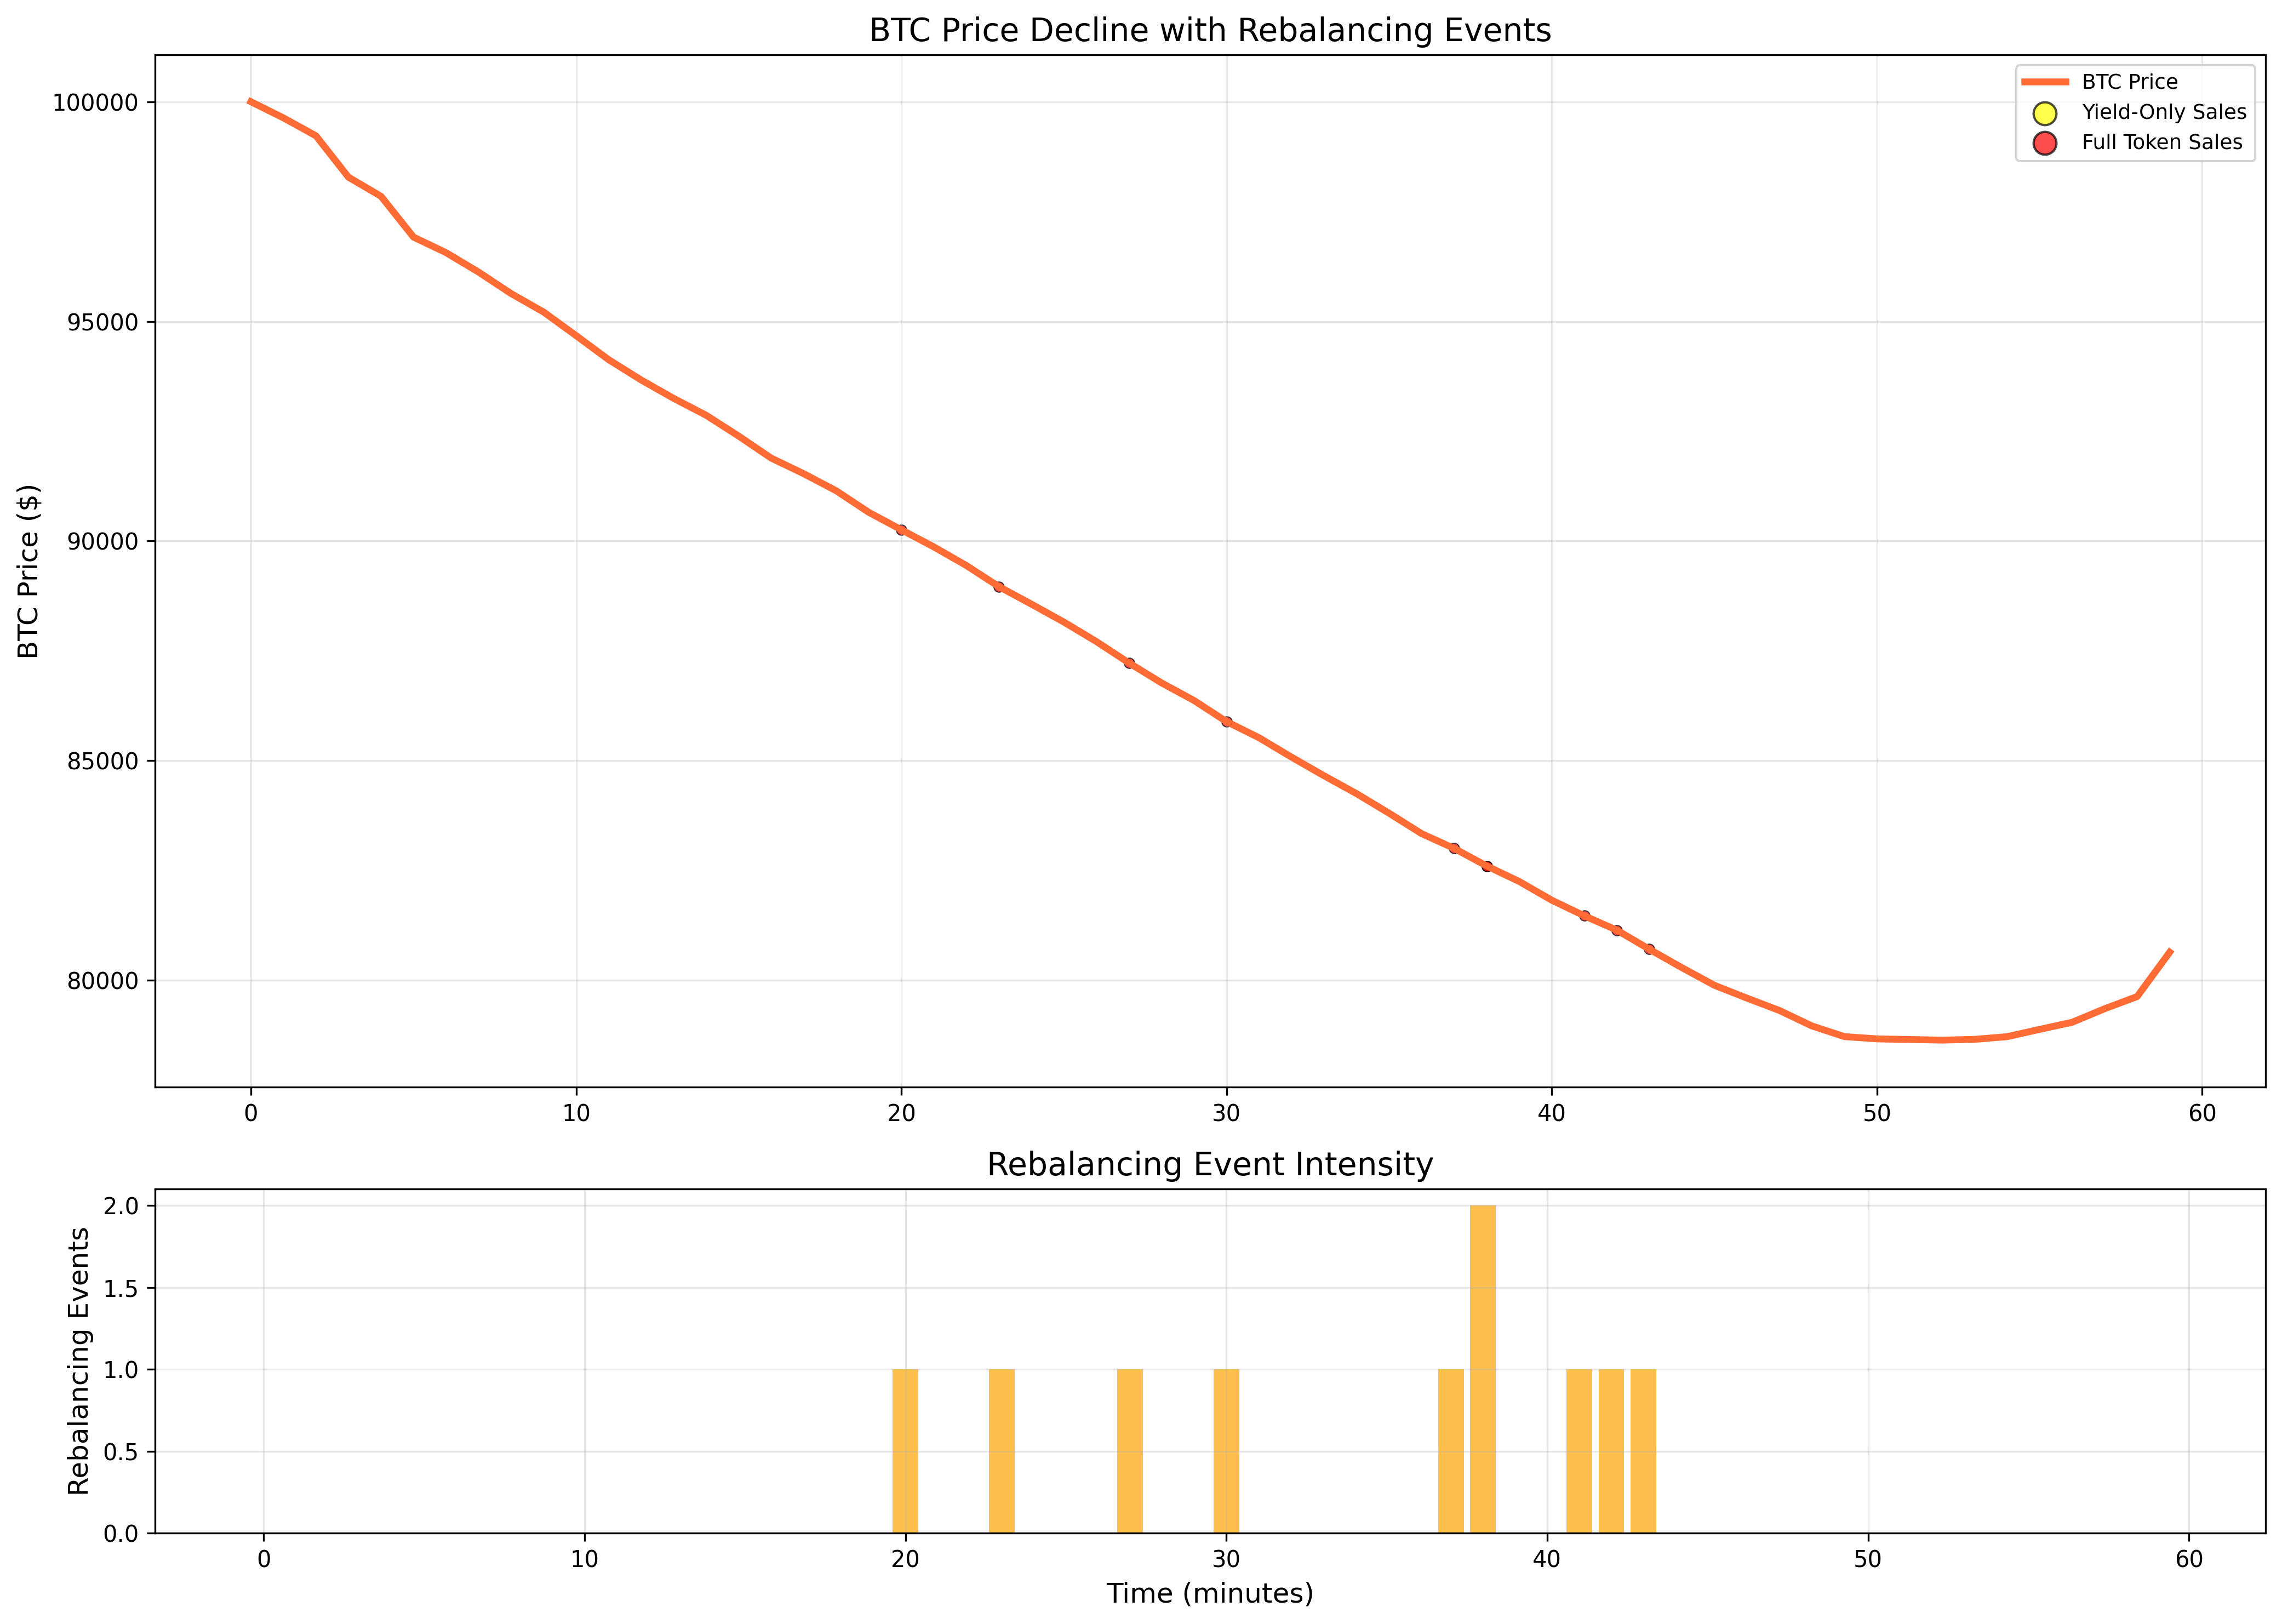 BTC Price Decline with Rebalancing Events
BTC Price
Yield-Only Sales
Full Token Sales
BTC Price ($)
100000
95000
90000
85000
80000
0 10 20 30 40 50 60
Rebalancing Event Intensity
Rebalancing Events
2.0
1.5
1.0
0.5
0.0
0 10 20 30 40 50 60
Time (minutes)